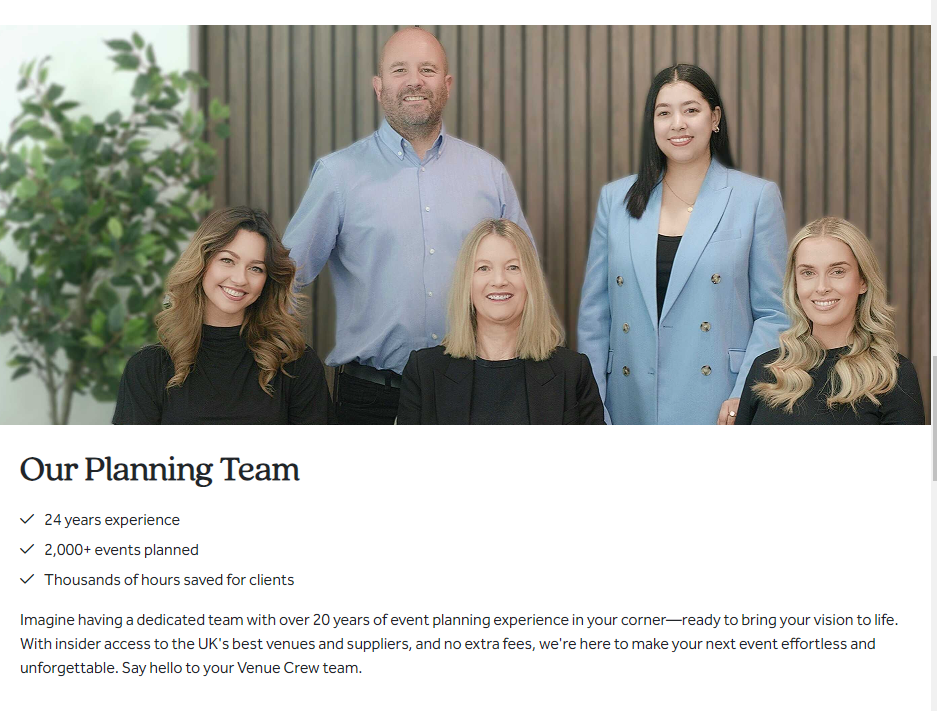 Our Planning Team
24 years experience
2,000+ events planned
Thousands of hours saved for clients
Imagine having a dedicated team with over 20 years of event planning experience in your corner—ready to bring your vision to life.
With insider access to the UK's best venues and suppliers, and no extra fees, we're here to make your next event effortless and
unforgettable. Say hello to your Venue Crew team.